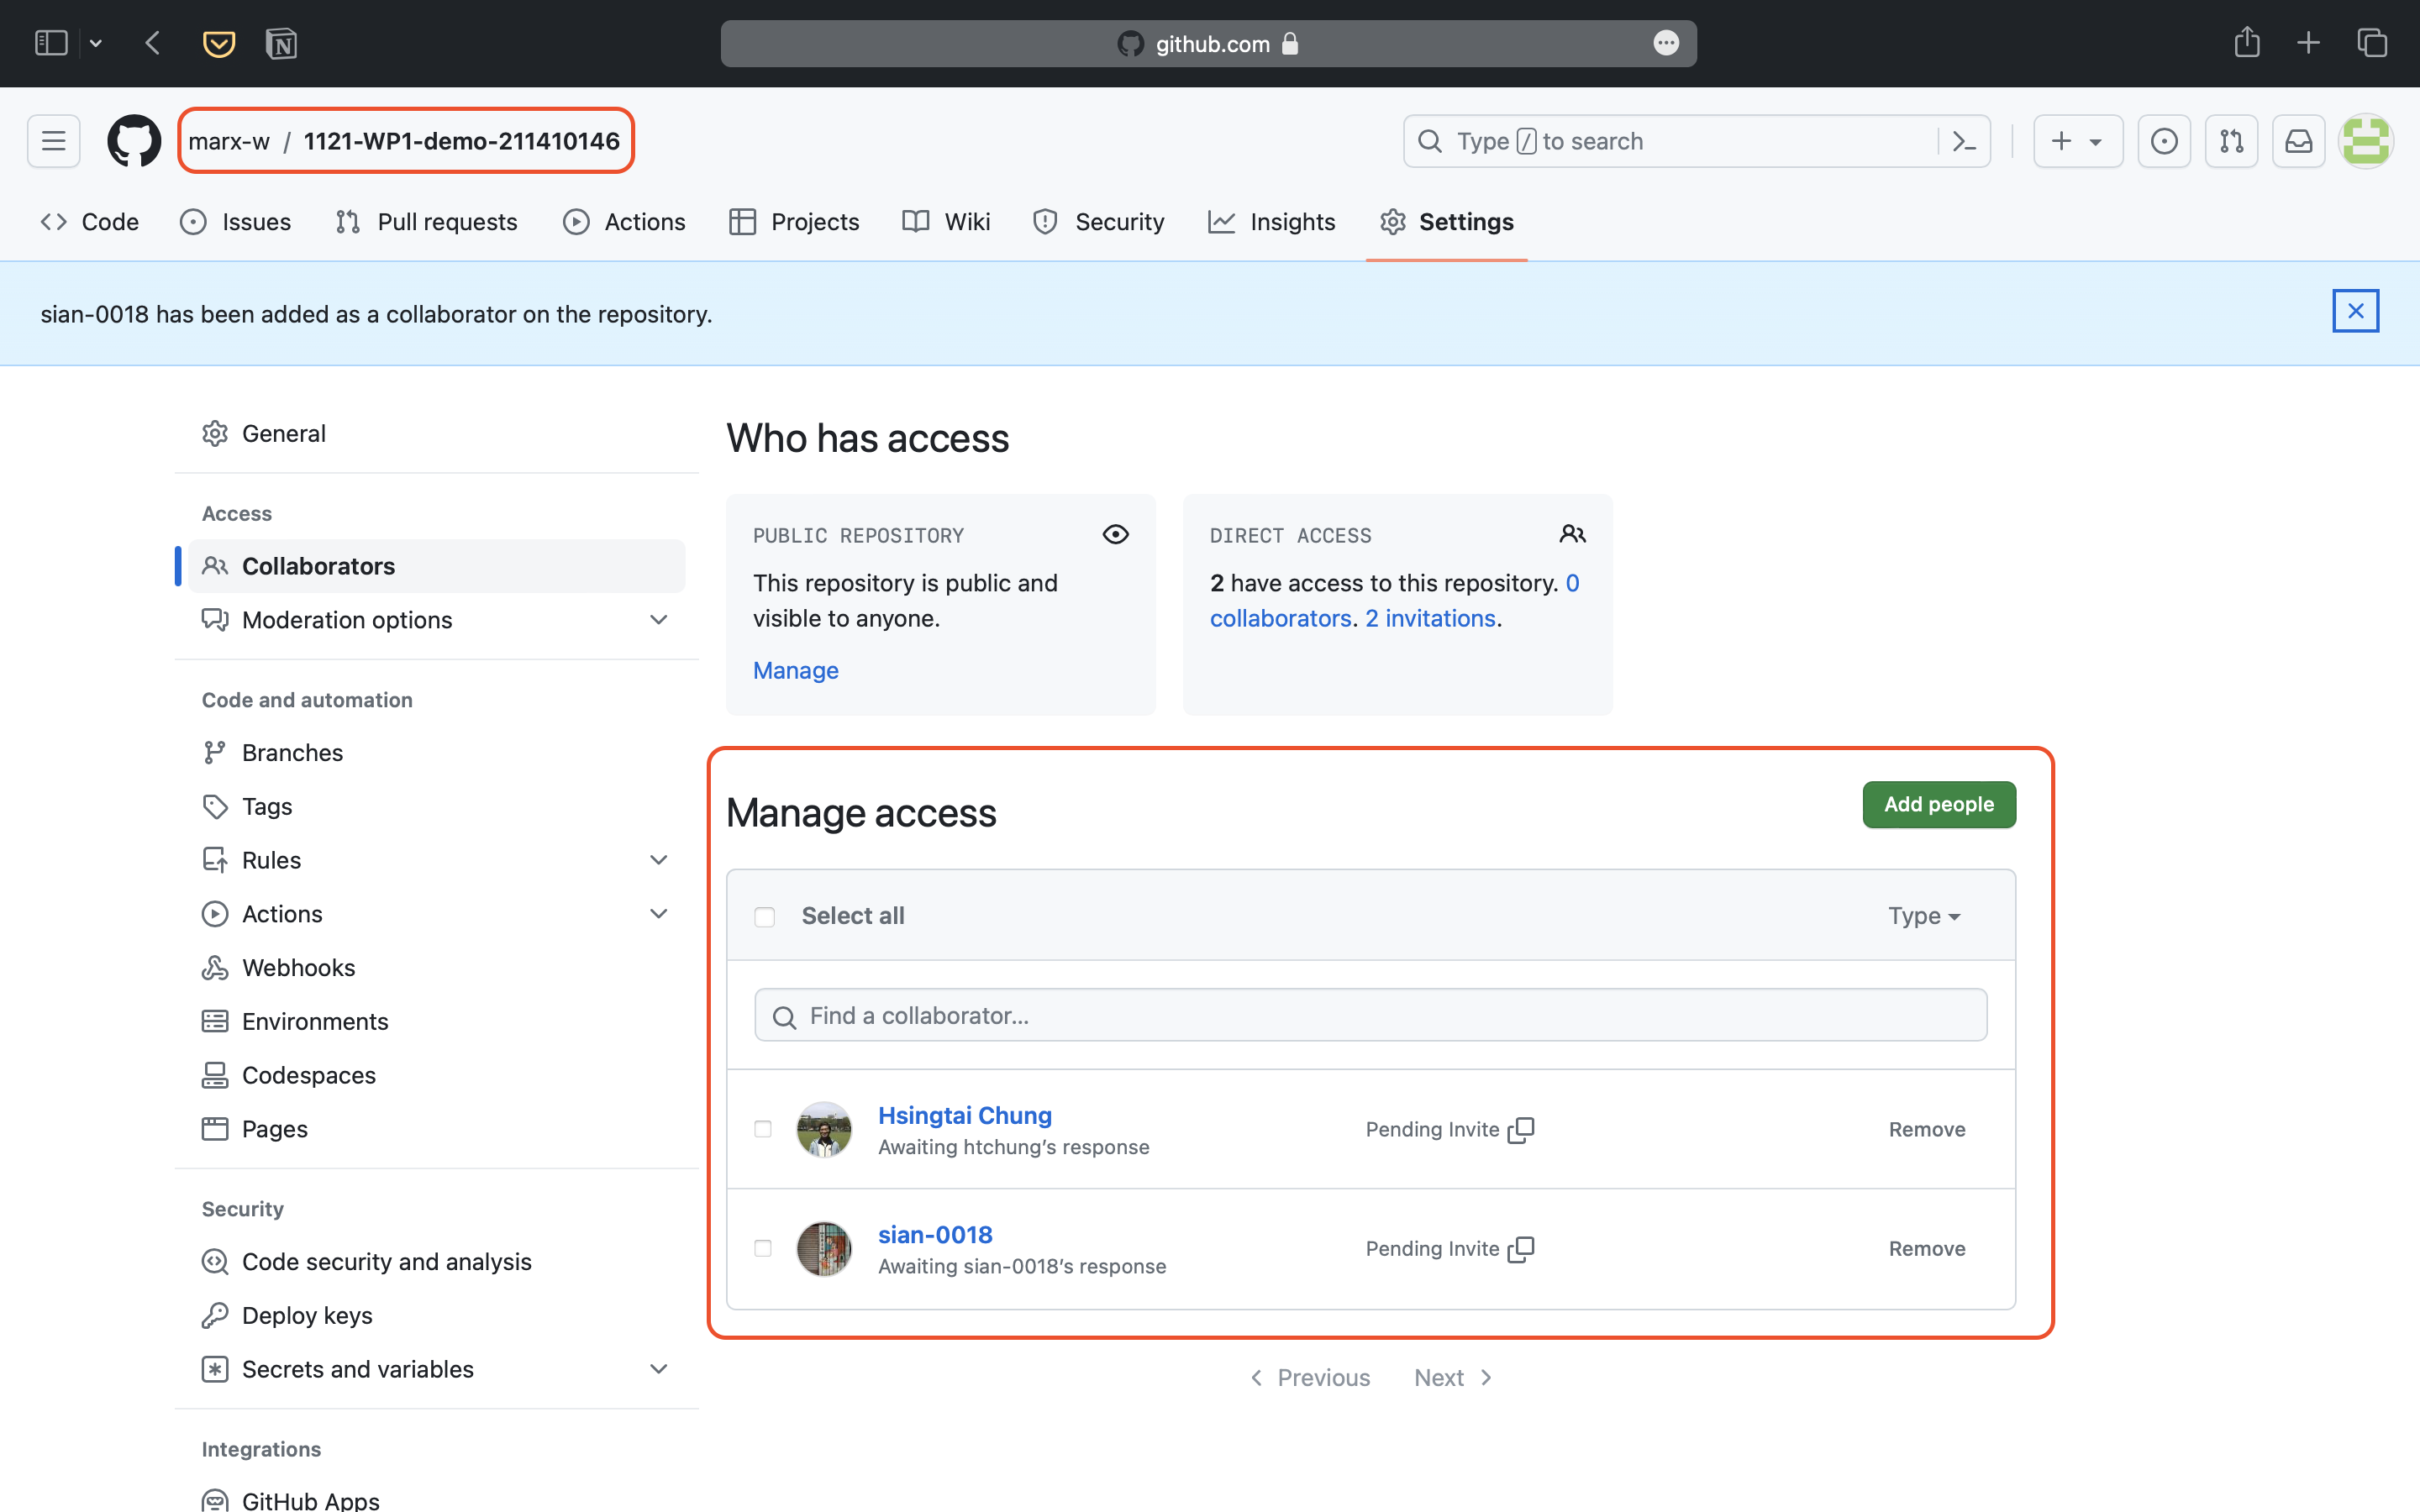 github.com
marx-w / 1121-WP1-demo-211410146
Type / to search
Code
Issues
Pull requests
Actions
Projects
Wiki
Security
Insights
Settings
sian-0018 has been added as a collaborator on the repository.
General
Access
Collaborators
Moderation options
Code and automation
Branches
Tags
Rules
Actions
Webhooks
Environments
Codespaces
Pages
Security
Code security and analysis
Deploy keys
Secrets and variables
Integrations
GitHub Apps
Who has access
PUBLIC REPOSITORY
This repository is public and
visible to anyone.
Manage
DIRECT ACCESS
2 have access to this repository. 0
collaborators. 2 invitations.
Manage access
Add people
Select all
Type
Find a collaborator...
Hsingtai Chung
Awaiting htchung’s response
Pending Invite
Remove
sian-0018
Awaiting sian-0018’s response
Pending Invite
Remove
Previous
Next